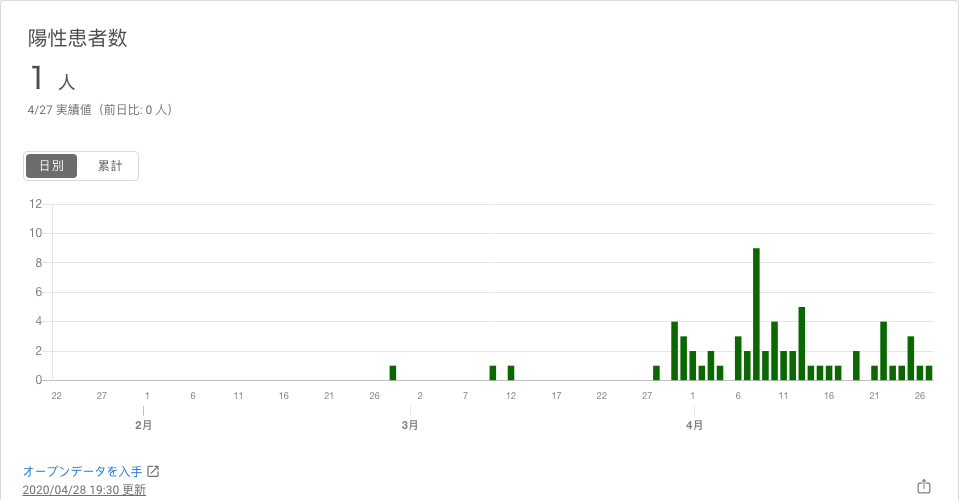 陽性患者数
1 人
4/27 実績値（前日比: 0 人）
日別 累計
12
10
8
6
4
2
0
22 27 1 6 11 16 21 26 2 7 12 17 22 27 1 6 11 16 21 26
2月 3月 4月
オープンデータを入手
2020/04/28 19:30 更新